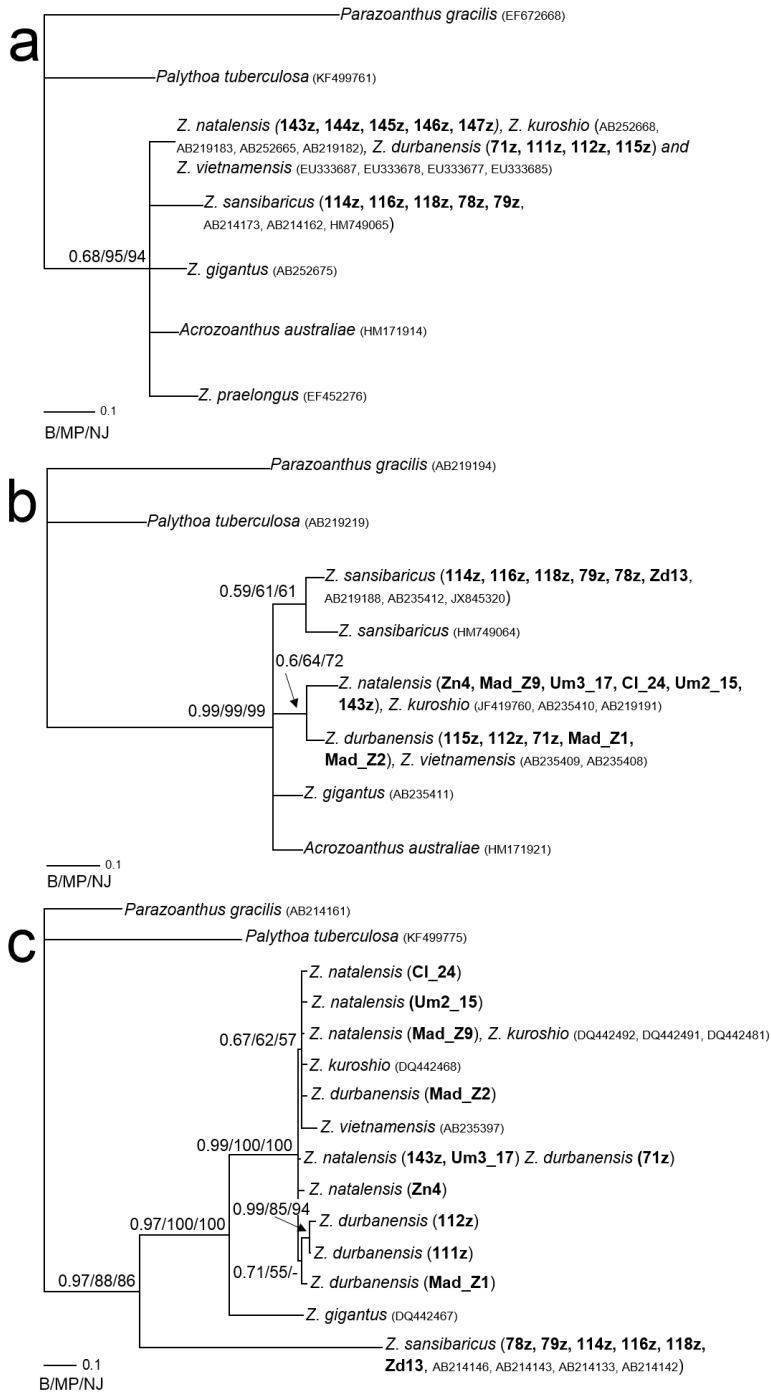 a
Parazoanthus gracilis (EF672668)
Palythoa tuberculosa (KF499761)
Z. natalensis (143z, 144z, 145z, 146z, 147z), Z. kuroshio (AB252668,
AB219183, AB252665, AB219182), Z. durbanensis (71z, 111z, 112z, 115z) and
Z. vietnamensis (EU333687, EU333678, EU333677, EU333685)
Z. sansibaricus (114z, 116z, 118z, 78z, 79z,
AB214173, AB214162, HM749065)
0.68/95/94
Z. gigantus (AB252675)
Acrozoanthus australiae (HM171914)
Z. praelongus (EF452276)
0.1
B/MP/NJ
b
Parazoanthus gracilis (AB219194)
Palythoa tuberculosa (AB219219)
0.59/61/61
Z. sansibaricus (114z, 116z, 118z, 79z, 78z, Zd13,
AB219188, AB235412, JX845320)
Z. sansibaricus (HM749064)
0.6/64/72
Z. natalensis (Zn4, Mad_Z9, Um3_17, Cl_24, Um2_15,
143z), Z. kuroshio (JF419760, AB235410, AB219191)
0.99/99/99
Z. durbanensis (115z, 112z, 71z, Mad_Z1,
Mad_Z2), Z. vietnamensis (AB235409, AB235408)
Z. gigantus (AB235411)
Acrozoanthus australiae (HM171921)
0.1
B/MP/NJ
c
Parazoanthus gracilis (AB214161)
Palythoa tuberculosa (KF499775)
Z. natalensis (Cl_24)
Z. natalensis (Um2_15)
0.67/62/57
Z. natalensis (Mad_Z9), Z. kuroshio (DQ442492, DQ442491, DQ442481)
Z. kuroshio (DQ442468)
Z. durbanensis (Mad_Z2)
Z. vietnamensis (AB235397)
0.99/100/100
Z. natalensis (143z, Um3_17) Z. durbanensis (71z)
Z. natalensis (Zn4)
0.99/85/94
Z. durbanensis (112z)
0.97/100/100
Z. durbanensis (111z)
0.71/55/-
Z. durbanensis (Mad_Z1)
0.97/88/86
Z. gigantus (DQ442467)
Z. sansibaricus (78z, 79z, 114z, 116z, 118z,
Zd13, AB214146, AB214143, AB214133, AB214142)
0.1
B/MP/NJ